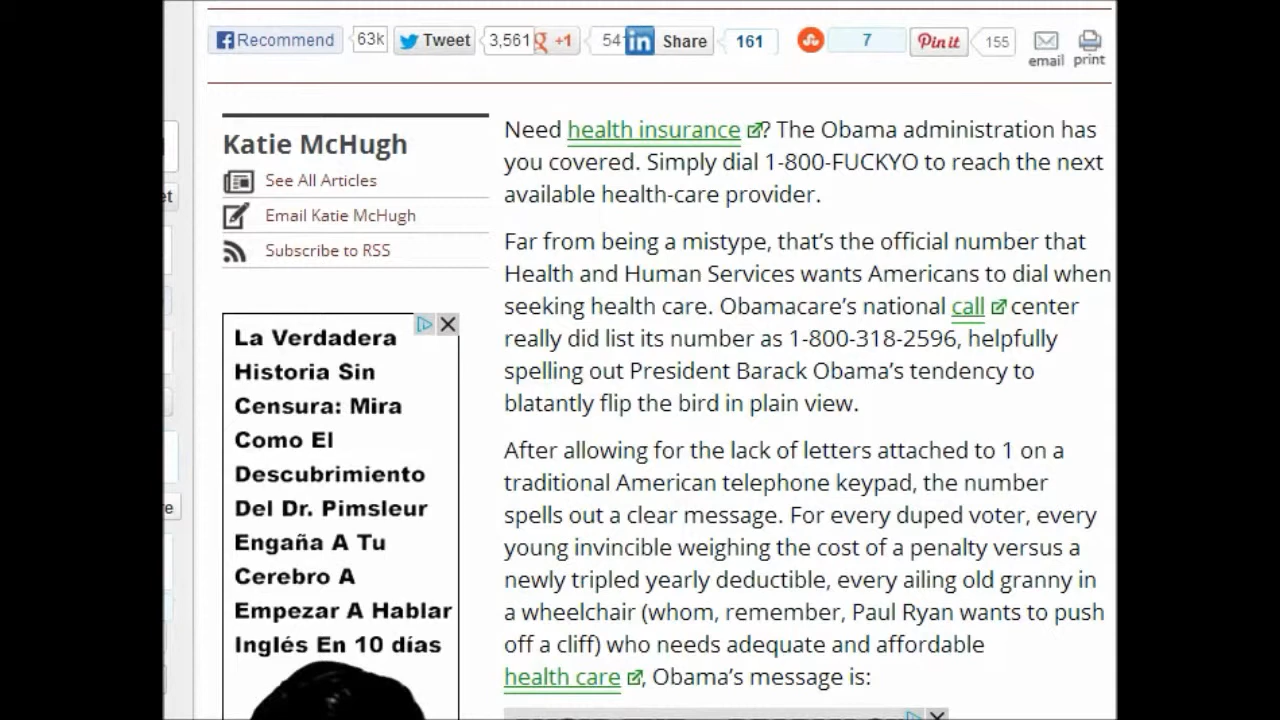 Recommend 63k Tweet 3,561 +1 54 in Share 161 7 Pin it 155 email print
Katie McHugh
See All Articles
Email Katie McHugh
Subscribe to RSS
La Verdadera
Historia Sin
Censura: Mira
Como El
Descubrimiento
Del Dr. Pimsleur
Engaña A Tu
Cerebro A
Empezar A Hablar
Inglés En 10 días
Need health insurance? The Obama administration has
you covered. Simply dial 1-800-FUCKYO to reach the next
available health-care provider.
Far from being a mistype, that's the official number that
Health and Human Services wants Americans to dial when
seeking health care. Obamacare's national call center
really did list its number as 1-800-318-2596, helpfully
spelling out President Barack Obama's tendency to
blatantly flip the bird in plain view.
After allowing for the lack of letters attached to 1 on a
traditional American telephone keypad, the number
spells out a clear message. For every duped voter, every
young invincible weighing the cost of a penalty versus a
newly tripled yearly deductible, every ailing old granny in
a wheelchair (whom, remember, Paul Ryan wants to push
off a cliff) who needs adequate and affordable
health care, Obama's message is: